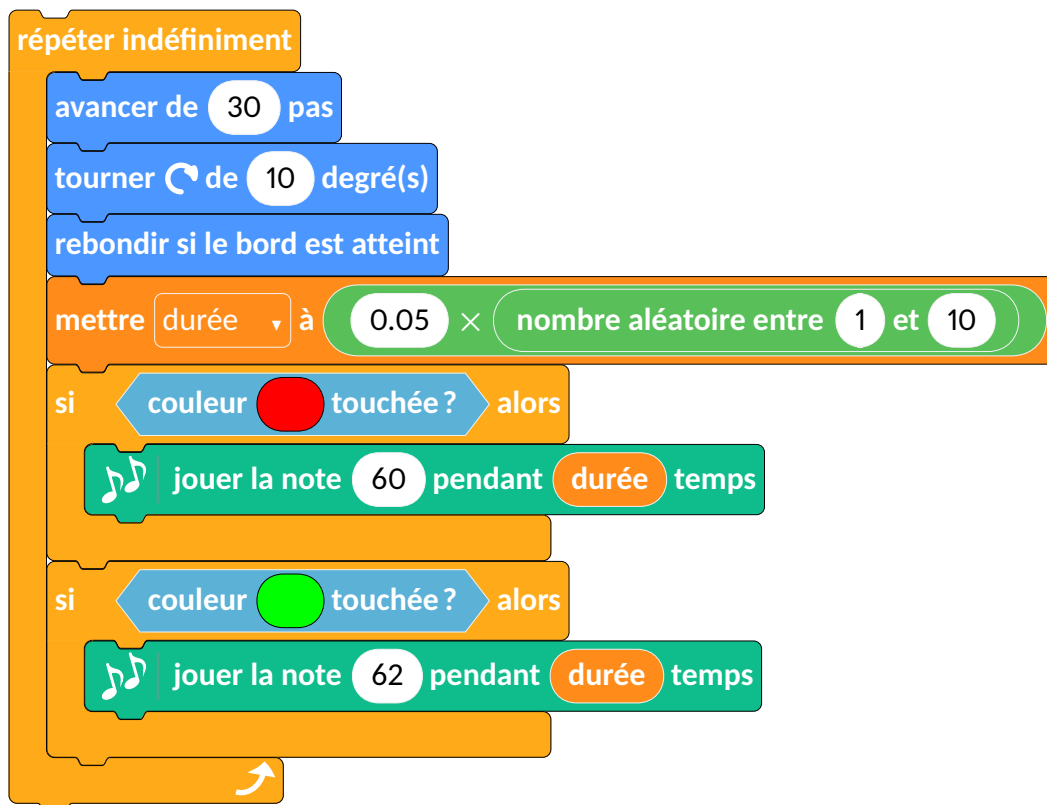 répéter indéfiniment
avancer de 30 pas
tourner de 10 degré(s)
rebondir si le bord est atteint
mettre durée à 0.05 × nombre aléatoire entre 1 et 10
si couleur touchée ? alors
jouer la note 60 pendant durée temps
si couleur touchée ? alors
jouer la note 62 pendant durée temps